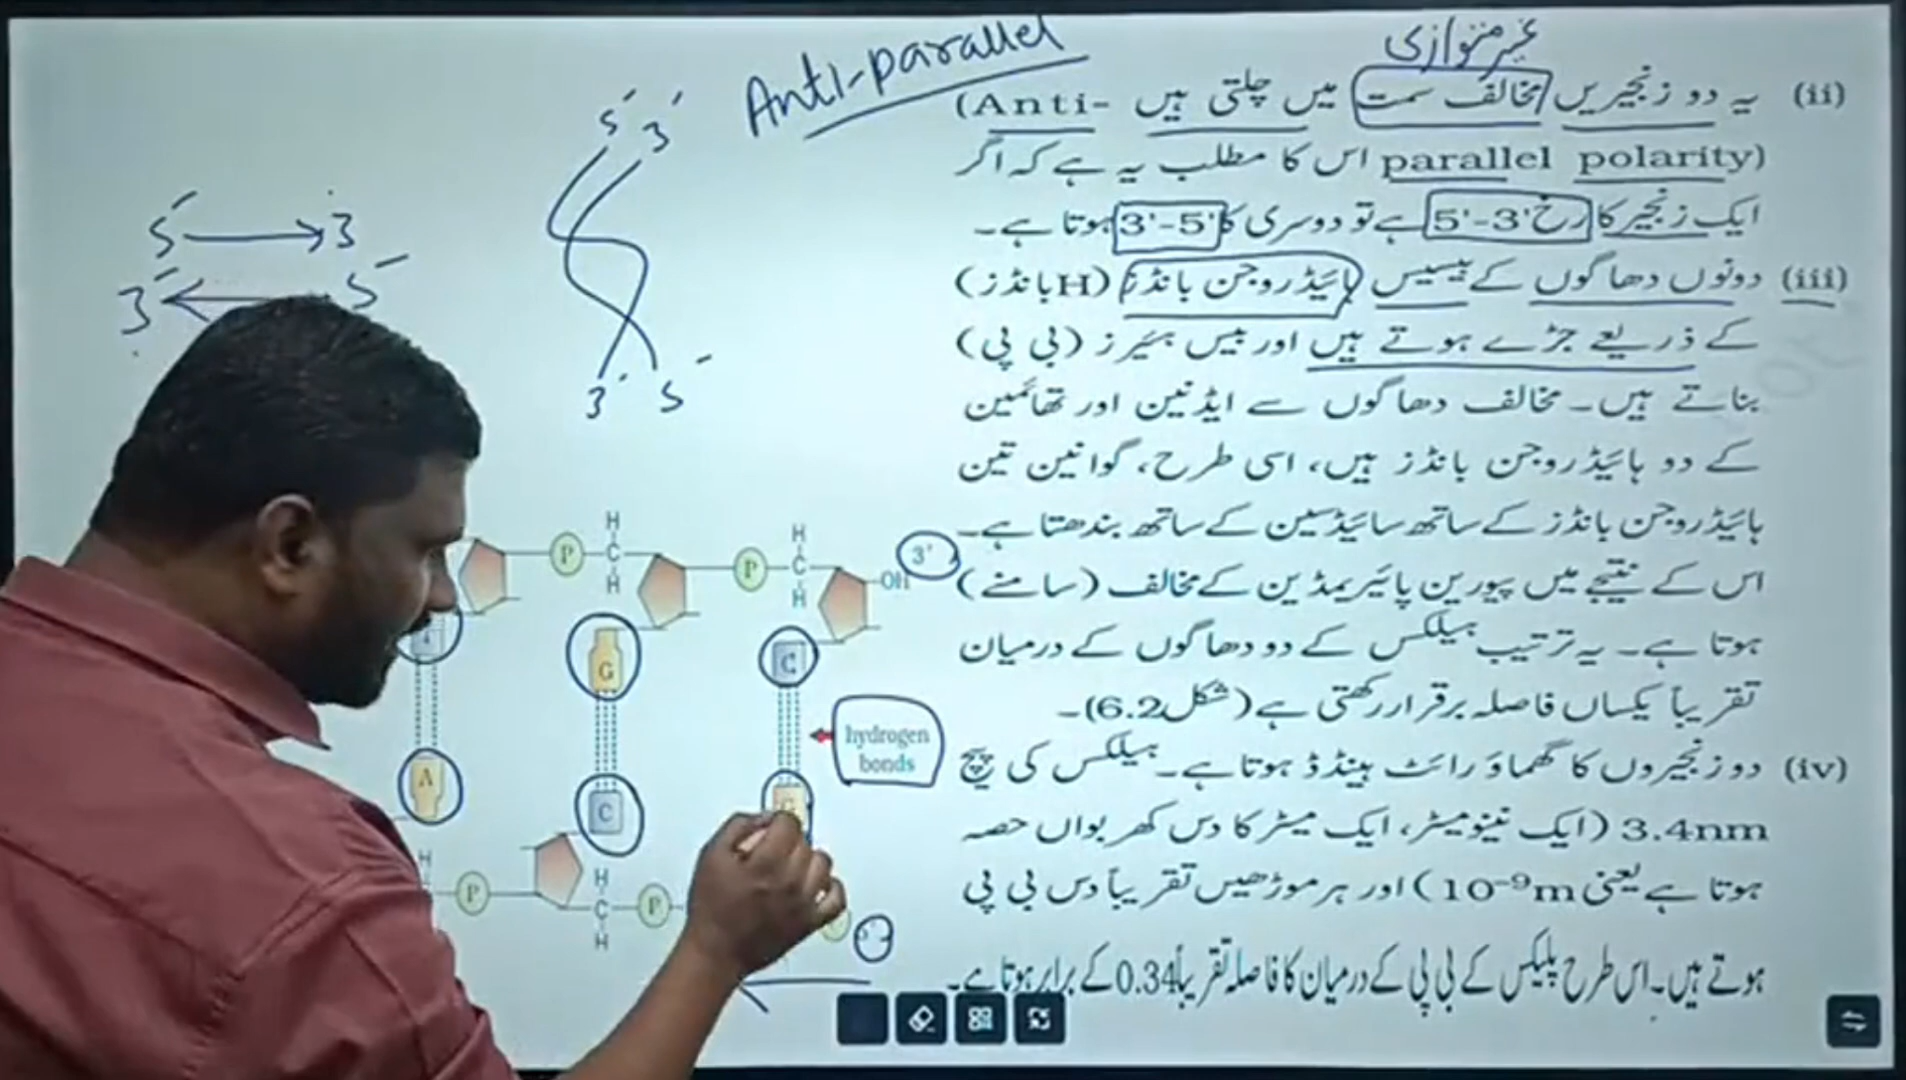 Anti-parallel
غیر متوازی
5' 3'
3' 5'
5' 3'
3' 5'
(ii) یہ دو زنجیریں مخالف سمت میں چلتی ہیں (Anti-
parallel polarity) اس کا مطلب یہ ہے کہ اگر
ایک زنجیر کا رخ 5'-3' ہے تو دوسری کا 3'-5' ہوتا ہے۔
(iii) دونوں دھاگوں کے بیسیس ہائیڈروجن بانڈز (H بانڈز)
کے ذریعے جڑے ہوتے ہیں اور بیس پئیرز (بی پی)
بناتے ہیں۔ مخالف دھاگوں سے ایڈنین اور تھائمین
کے دو ہائیڈروجن بانڈز ہیں، اسی طرح، گوانین تین
ہائیڈروجن بانڈز کے ساتھ سائیڈسین کے ساتھ بندھتا ہے۔
اس کے نتیجے میں پیورین پائیریمڈین کے مخالف (سامنے)
ہوتا ہے۔ یہ ترتیب ہیلکس کے دو دھاگوں کے درمیان
تقریباً یکساں فاصلہ برقرار رکھتی ہے (شکل 6.2)۔
(iv) دو زنجیروں کا گھماؤ رائٹ ہینڈڈ ہوتا ہے۔ ہیلکس کی پچ
3.4nm (ایک نینومیٹر، ایک میٹر کا دس کھربواں حصہ
ہوتا ہے یعنی 10⁻⁹m) اور ہر موڑ میں تقریباً دس بی پی
ہوتے ہیں۔ اس طرح ہیلکس کے بی پی کے درمیان کا فاصلہ تقریباً 0.34 کے برابر ہوتا ہے۔
H H
P C P C OH 3'
H H
G C
hydrogen
bonds
A C G
H H
P C P
H